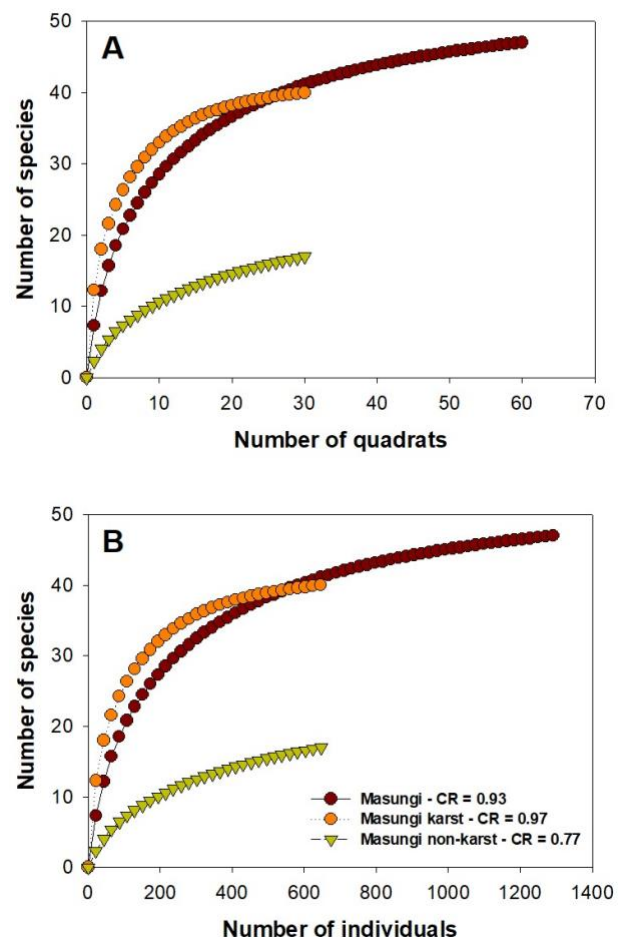 A
Number of species
50
40
30
20
10
0
0 10 20 30 40 50 60 70
Number of quadrats
B
Number of species
50
40
30
20
10
0
Masungi - CR = 0.93
Masungi karst - CR = 0.97
Masungi non-karst - CR = 0.77
0 200 400 600 800 1000 1200 1400
Number of individuals